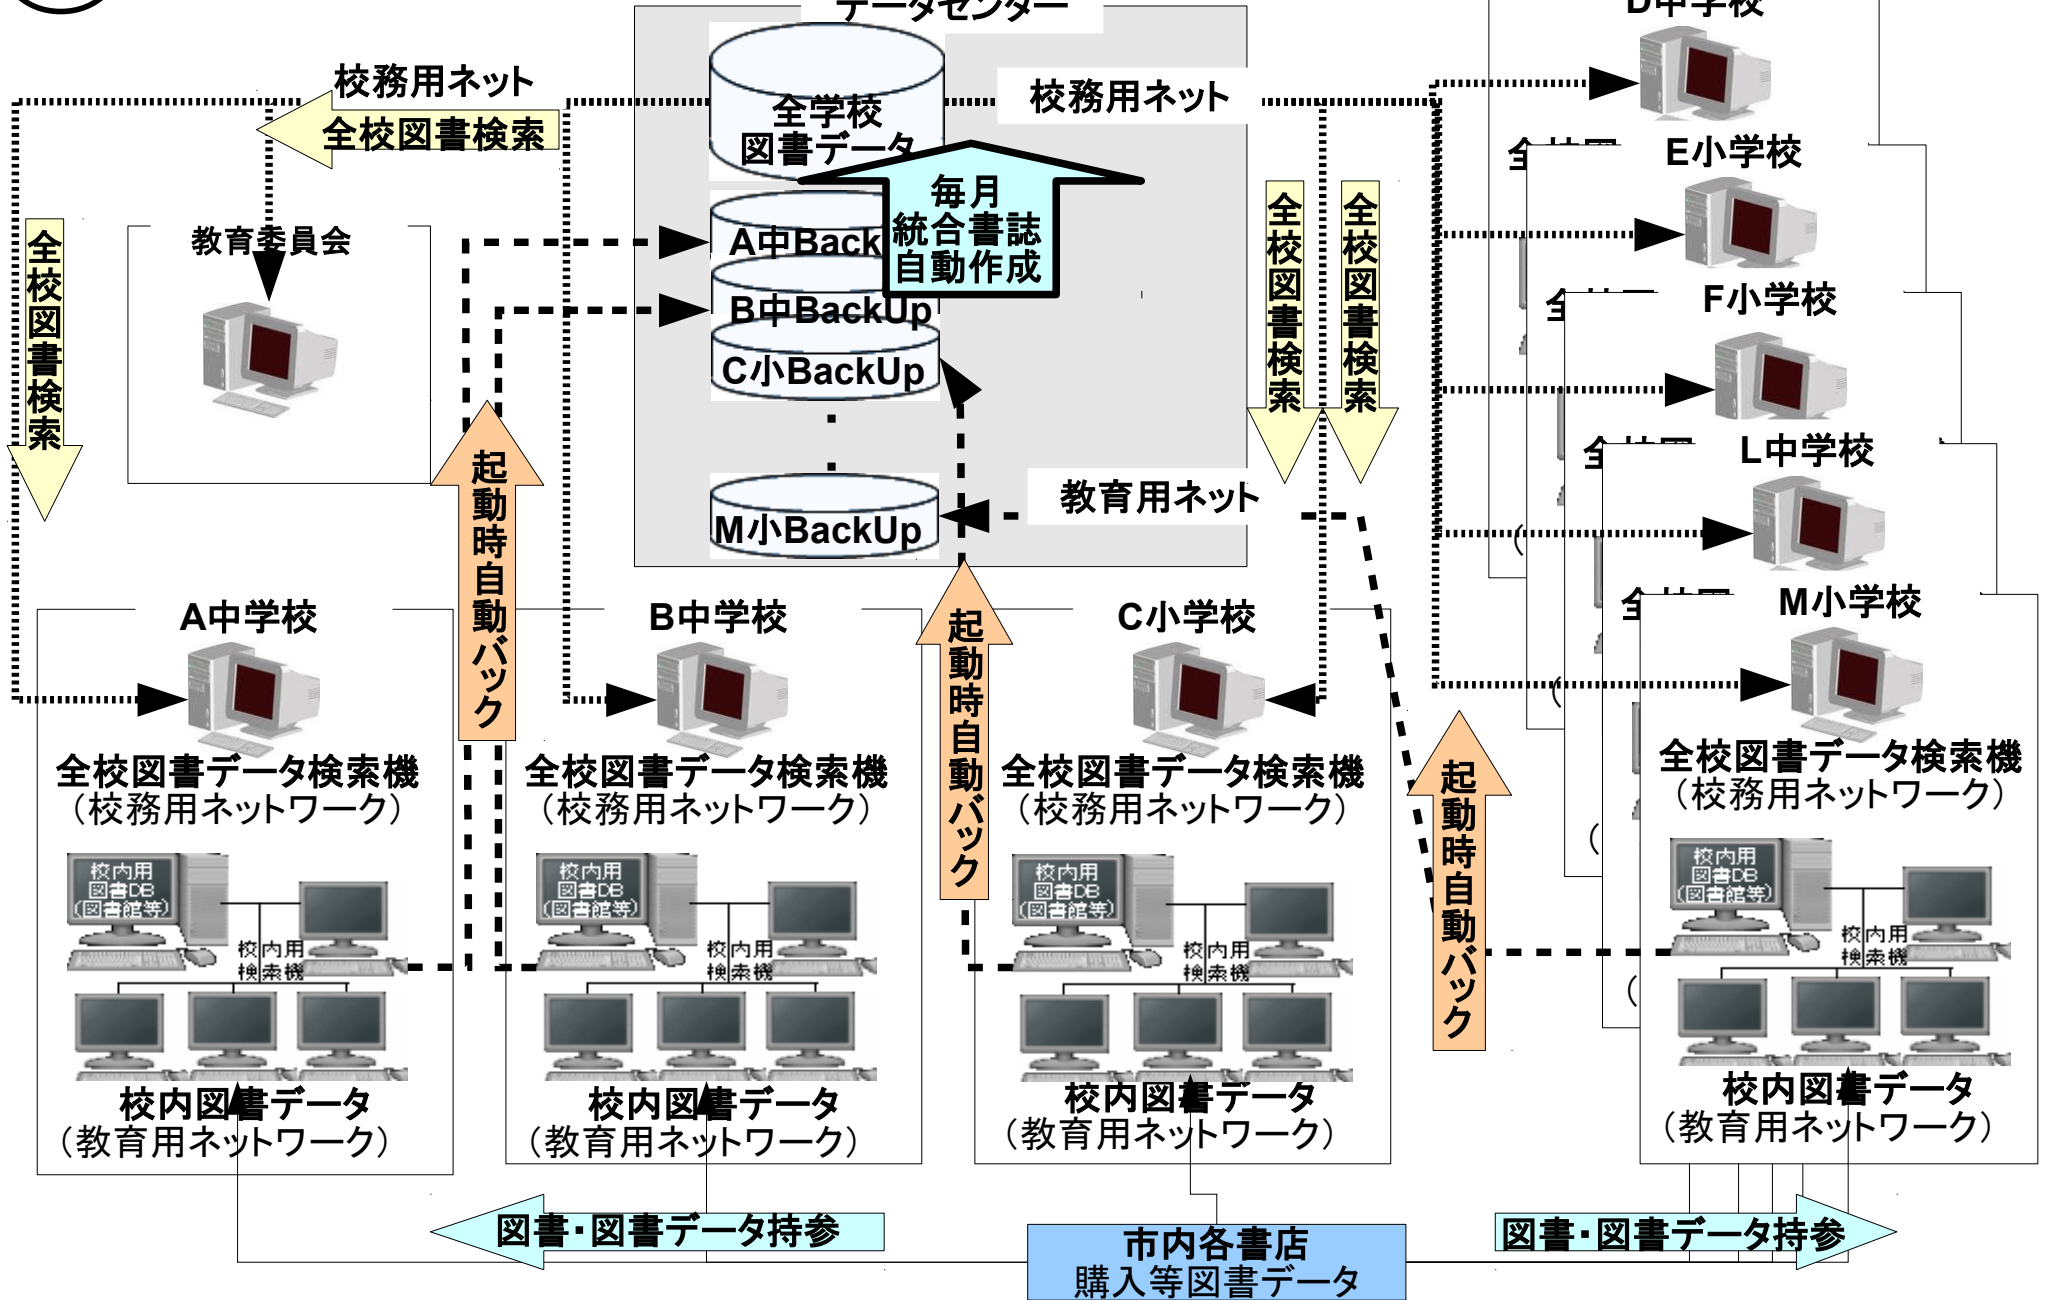 データセンター
D中学校
校務用ネット
全校図書検索
校務用ネット
全学校
図書データ
毎月
統合書誌
自動作成
E小学校
全校図書検索
教育委員会
A中Back
B中BackUp
C小BackUp
M小BackUp
全校図書検索
全校図書検索
F小学校
L中学校
教育用ネット
起動時自動バック
起動時自動バック
起動時自動バック
A中学校
B中学校
C小学校
M小学校
全校図書データ検索機
(校務用ネットワーク)
全校図書データ検索機
(校務用ネットワーク)
全校図書データ検索機
(校務用ネットワーク)
全校図書データ検索機
(校務用ネットワーク)
校内用
図書DB
(図書館等)
校内用
検索機
校内用
図書DB
(図書館等)
校内用
検索機
校内用
図書DB
(図書館等)
校内用
検索機
校内用
図書DB
(図書館等)
校内用
検索機
校内図書データ
(教育用ネットワーク)
校内図書データ
(教育用ネットワーク)
校内図書データ
(教育用ネットワーク)
校内図書データ
(教育用ネットワーク)
図書・図書データ持参
市内各書店
購入等図書データ
図書・図書データ持参